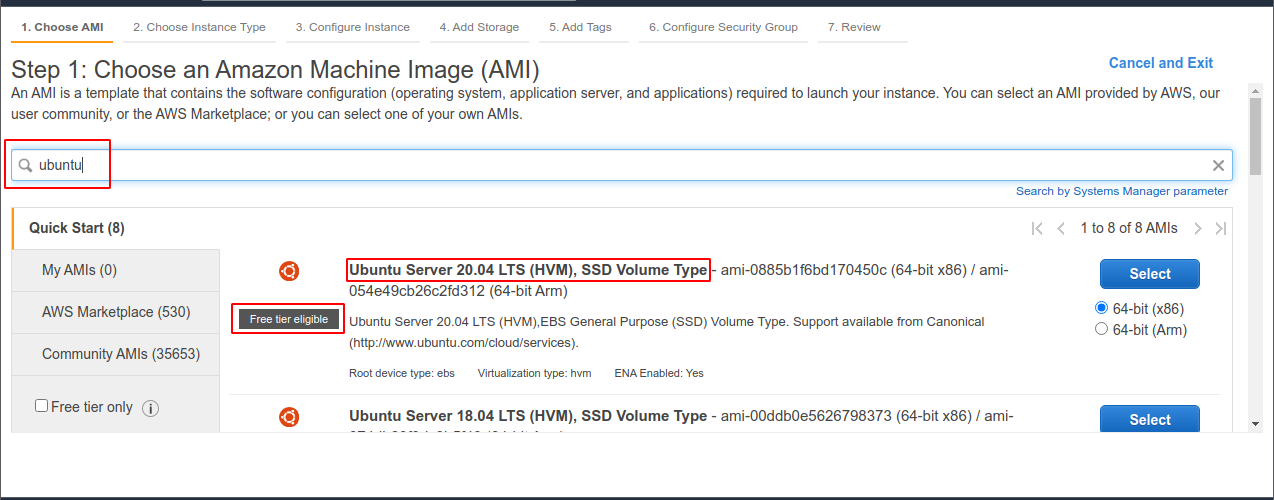 1. Choose AMI 2. Choose Instance Type 3. Configure Instance 4. Add Storage 5. Add Tags 6. Configure Security Group 7. Review
Step 1: Choose an Amazon Machine Image (AMI)
Cancel and Exit
An AMI is a template that contains the software configuration (operating system, application server, and applications) required to launch your instance. You can select an AMI provided by AWS, our
user community, or the AWS Marketplace; or you can select one of your own AMIs.
ubuntu
Search by Systems Manager parameter
Quick Start (8)
1 to 8 of 8 AMIs
My AMIs (0)
AWS Marketplace (530)
Community AMIs (35653)
Free tier only
Ubuntu Server 20.04 LTS (HVM), SSD Volume Type - ami-0885b1f6bd170450c (64-bit x86) / ami-
054e49cb26c2fd312 (64-bit Arm)
Free tier eligible
Ubuntu Server 20.04 LTS (HVM),EBS General Purpose (SSD) Volume Type. Support available from Canonical
(http://www.ubuntu.com/cloud/services).
Root device type: ebs Virtualization type: hvm ENA Enabled: Yes
Select
64-bit (x86)
64-bit (Arm)
Ubuntu Server 18.04 LTS (HVM), SSD Volume Type - ami-00ddb0e5626798373 (64-bit x86) / ami-
Select